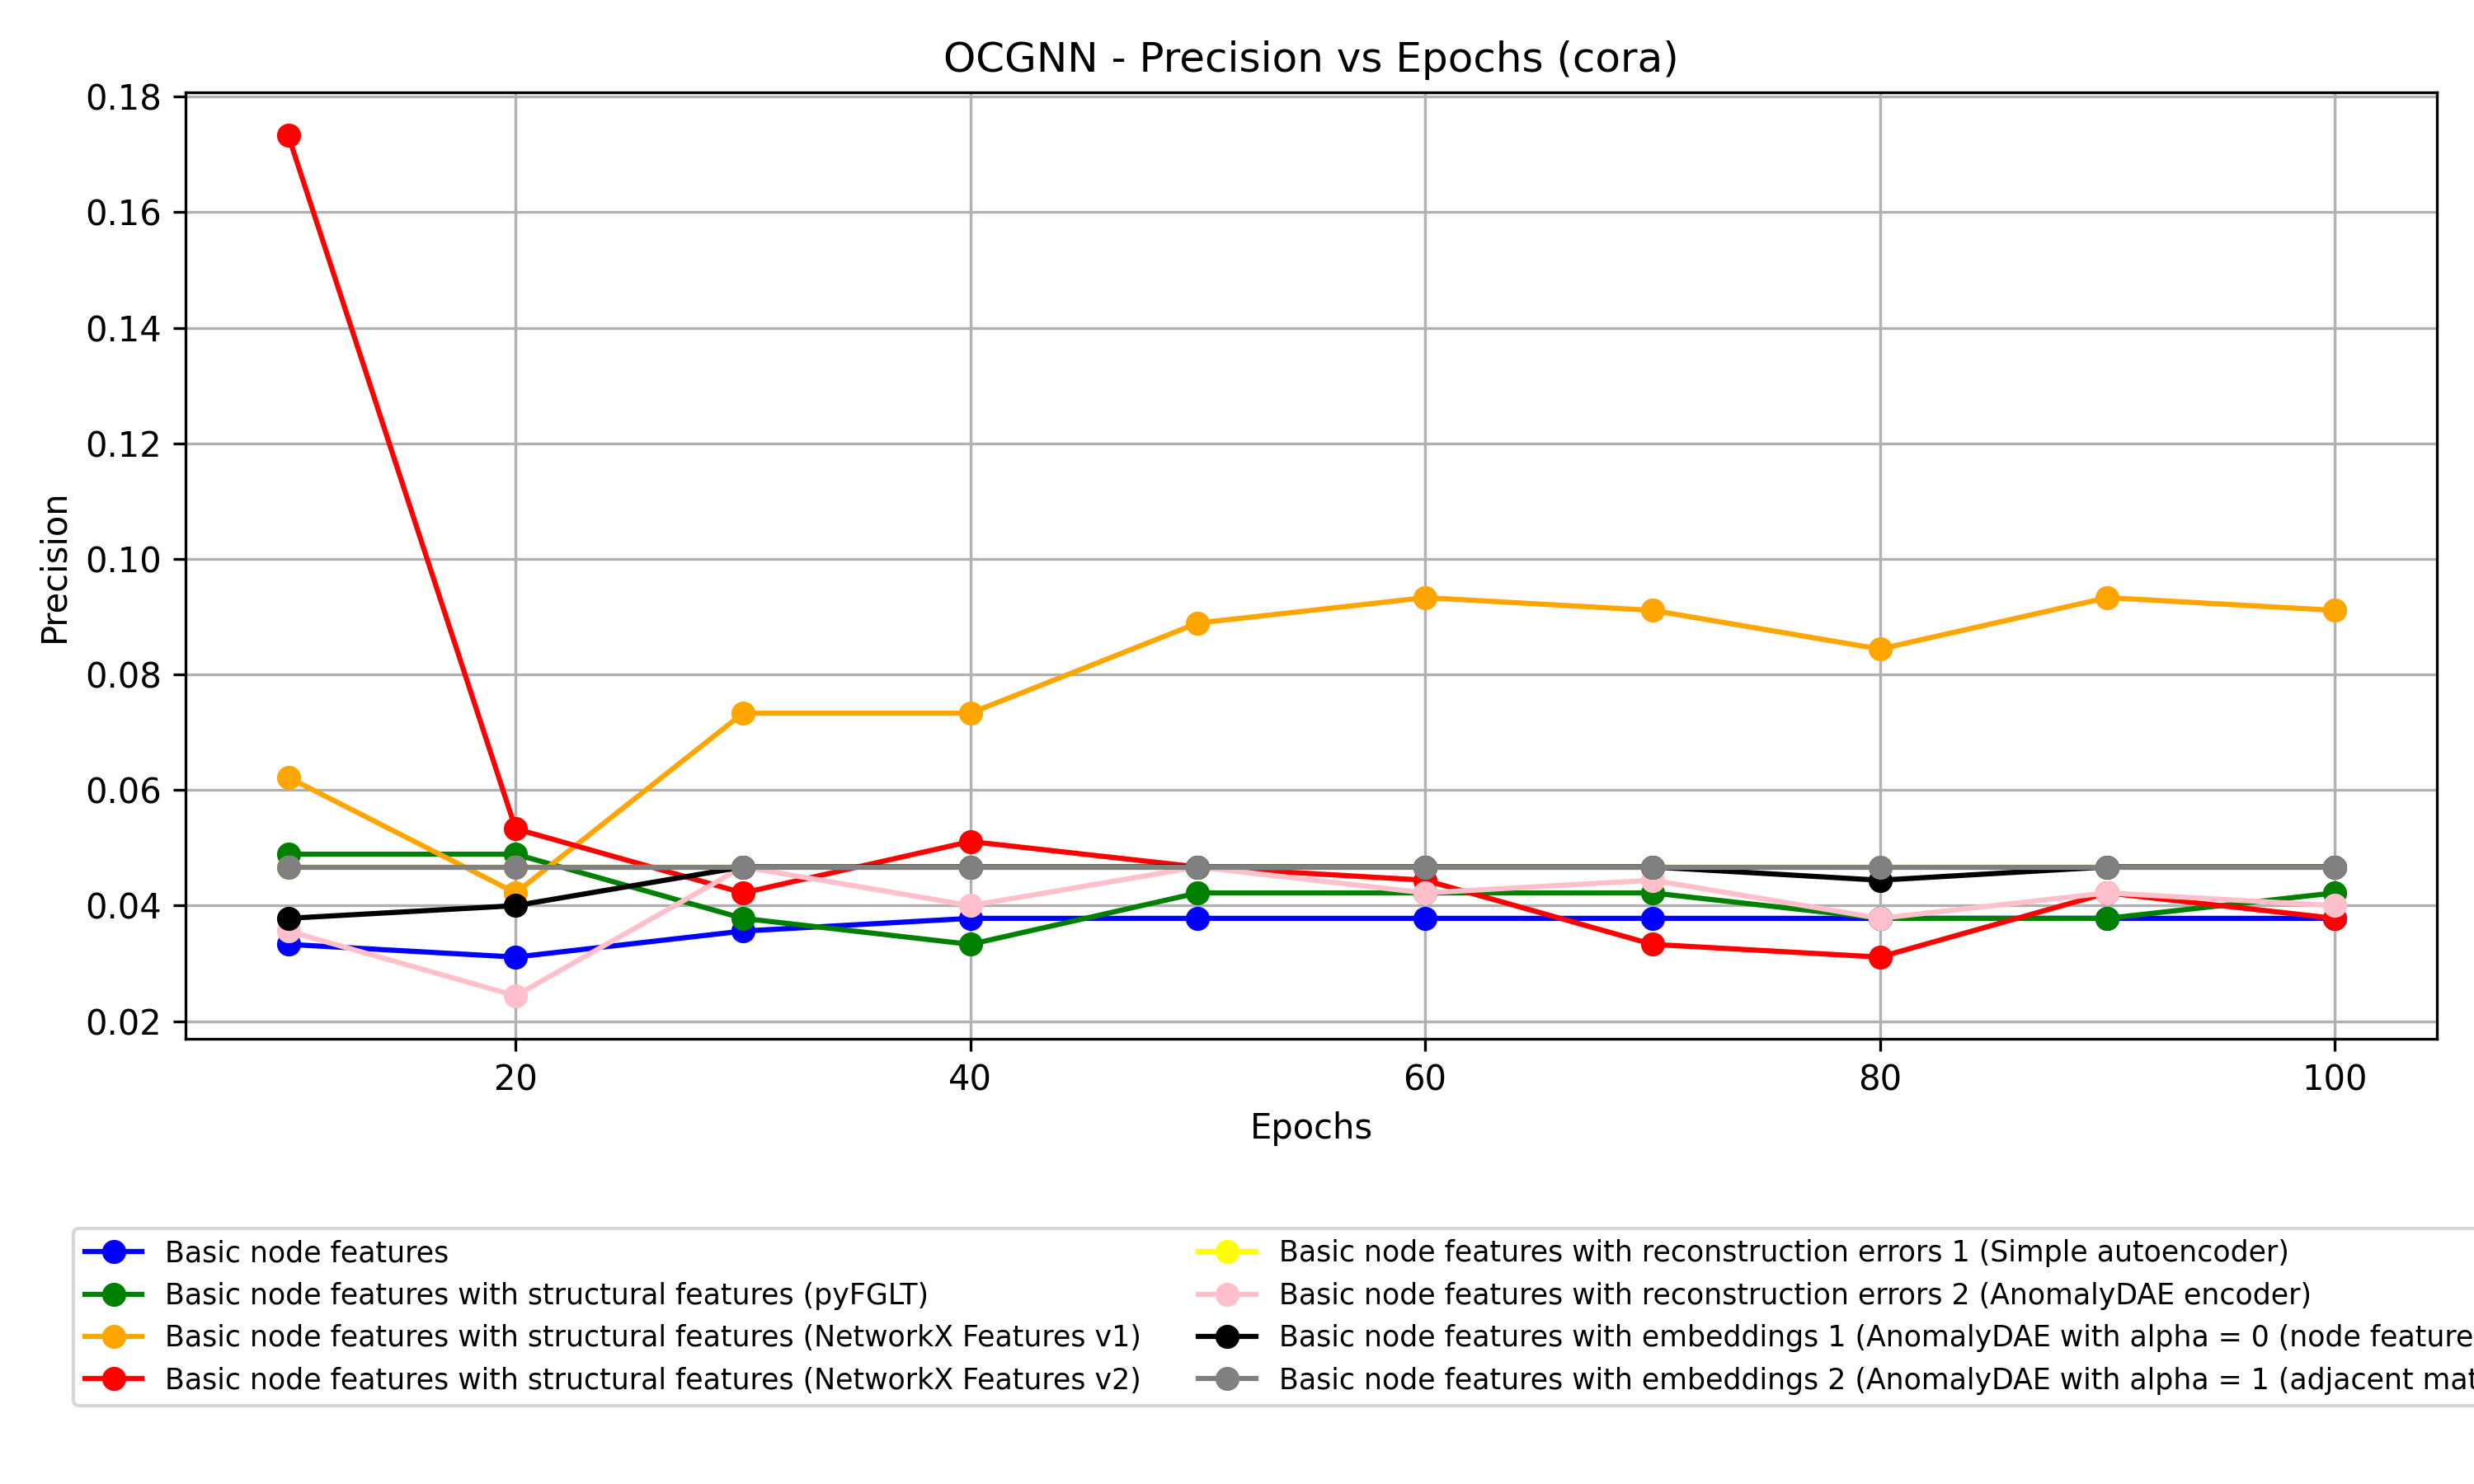 OCGNN - Precision vs Epochs (cora)
0.18
0.16
0.14
0.12
0.10
0.08
0.06
0.04
0.02
Precision
20 40 60 80 100
Epochs
Basic node features
Basic node features with structural features (pyFGLT)
Basic node features with structural features (NetworkX Features v1)
Basic node features with structural features (NetworkX Features v2)
Basic node features with reconstruction errors 1 (Simple autoencoder)
Basic node features with reconstruction errors 2 (AnomalyDAE encoder)
Basic node features with embeddings 1 (AnomalyDAE with alpha = 0 (node feature
Basic node features with embeddings 2 (AnomalyDAE with alpha = 1 (adjacent mat